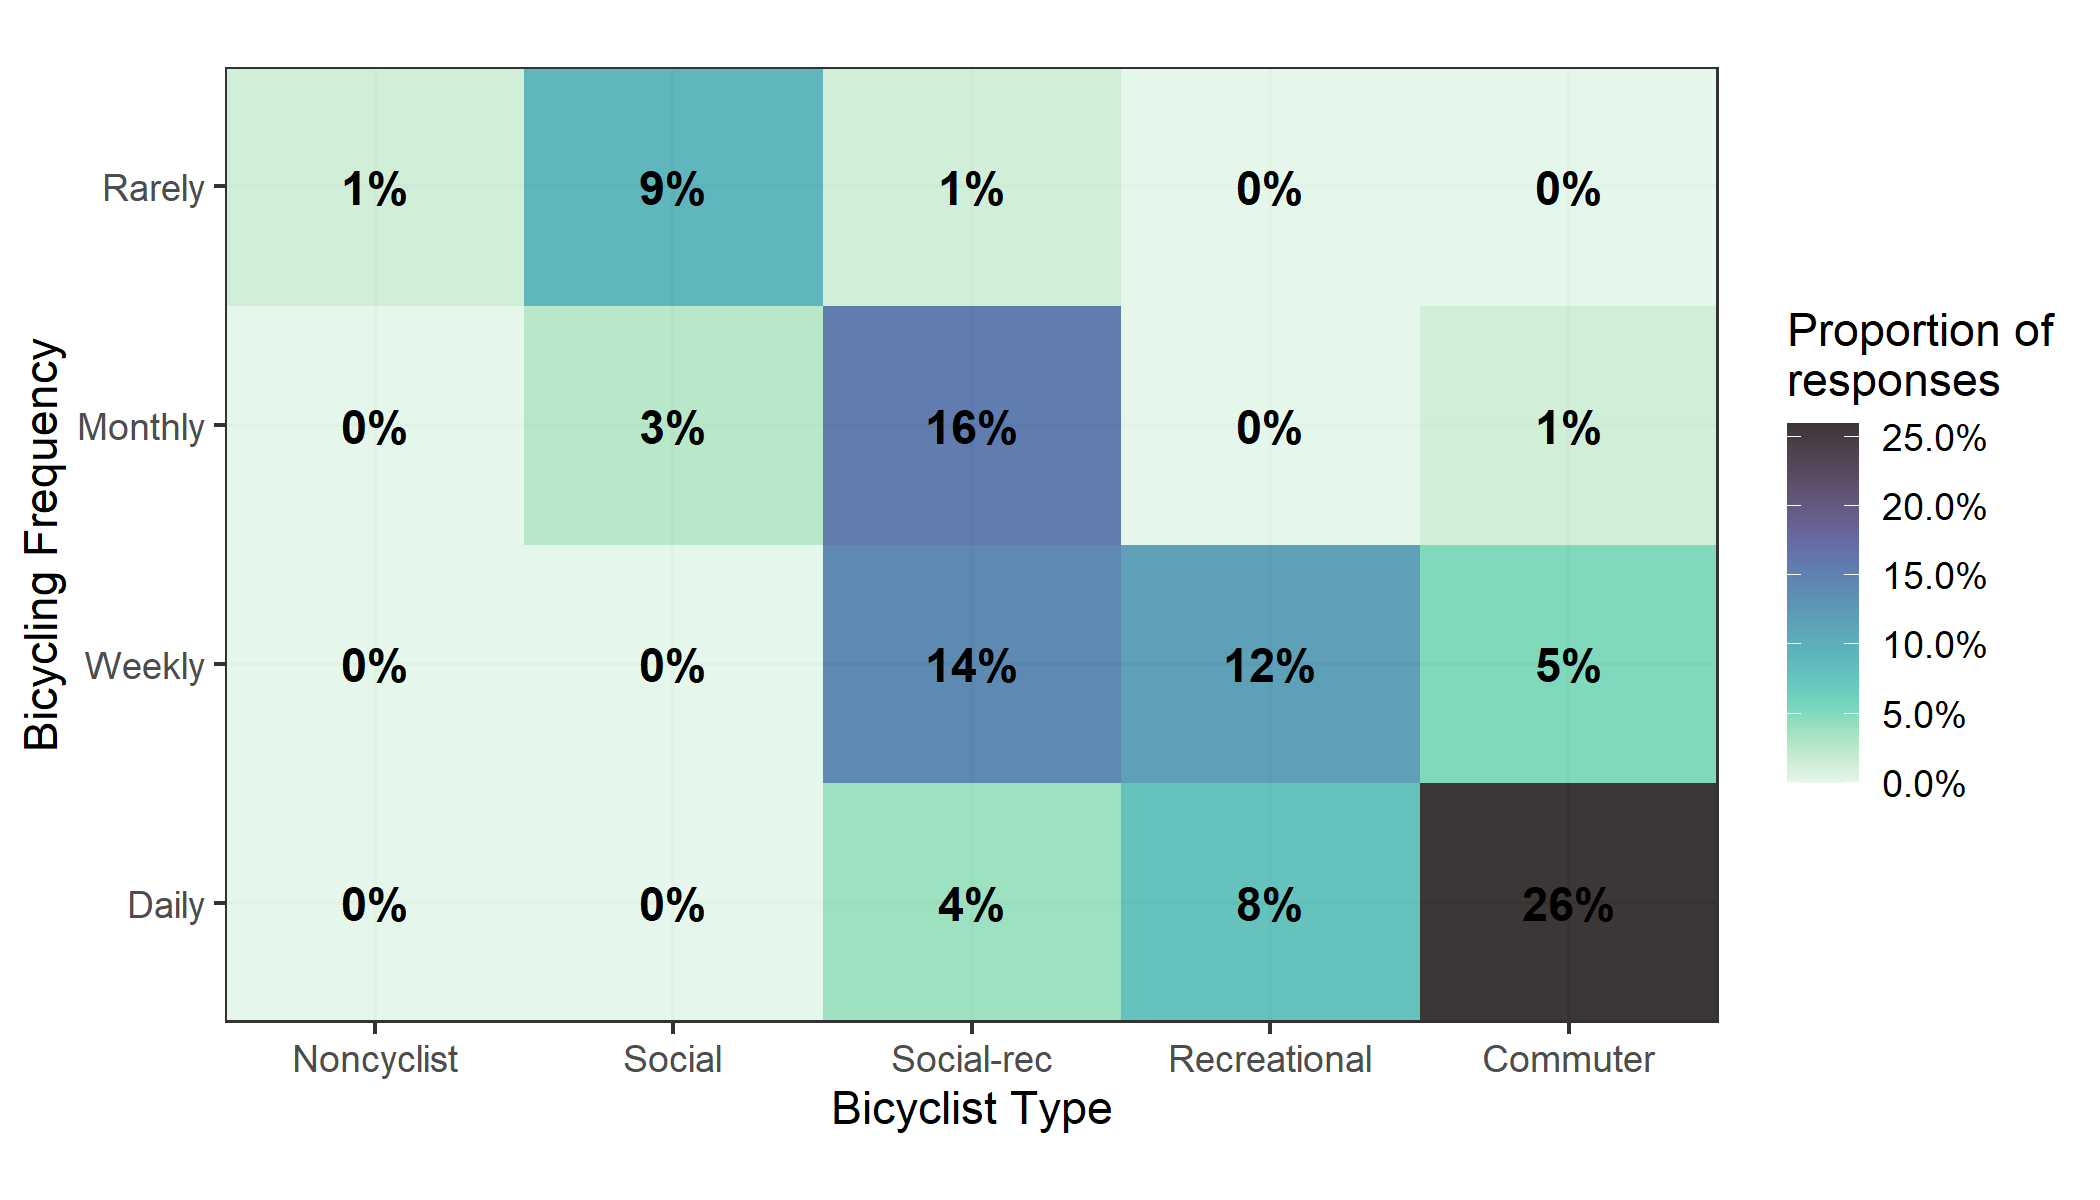 Rarely 1% 9% 1% 0% 0%
Monthly 0% 3% 16% 0% 1%
Weekly 0% 0% 14% 12% 5%
Daily 0% 0% 4% 8% 26%
Noncyclist Social Social-rec Recreational Commuter
Bicyclist Type
Bicycling Frequency
Proportion of
responses
25.0%
20.0%
15.0%
10.0%
5.0%
0.0%